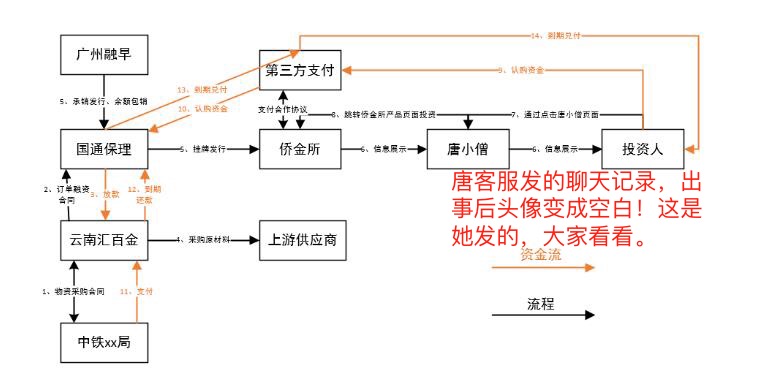 广州融早
14、到期兑付
第三方支付
9、认购资金
13、到期兑付
10、认购资金
5、承销发行、余额包销
支付合作协议
8、跳转侨金所产品页面投资
7、通过点击唐小僧页面
国通保理
5、挂牌发行
侨金所
6、信息展示
唐小僧
6、信息展示
投资人
唐客服发的聊天记录，出
事后头像变成空白！这是
她发的，大家看看。
2、订单融资
合同
3、放款
12、到期
还款
云南汇百金
4、采购原材料
上游供应商
资金流
1、物资采购合同
11、支付
流程
中铁xx局